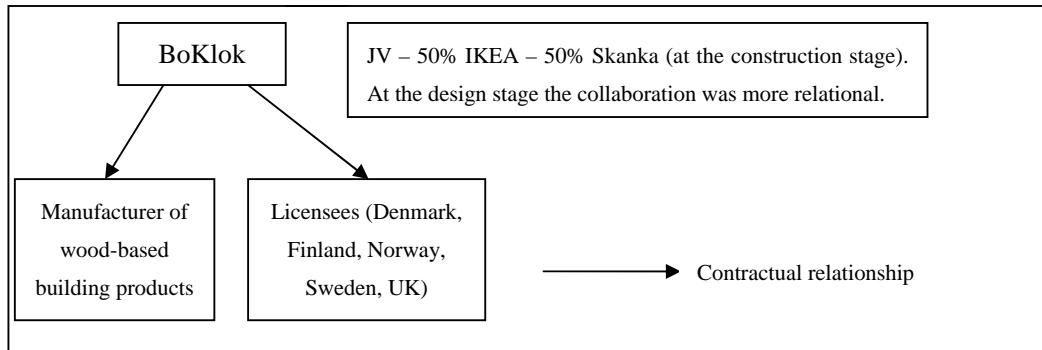 BoKlok
JV – 50% IKEA – 50% Skanka (at the construction stage).
At the design stage the collaboration was more relational.
Manufacturer of
wood-based
building products
Licensees (Denmark,
Finland, Norway,
Sweden, UK)
Contractual relationship